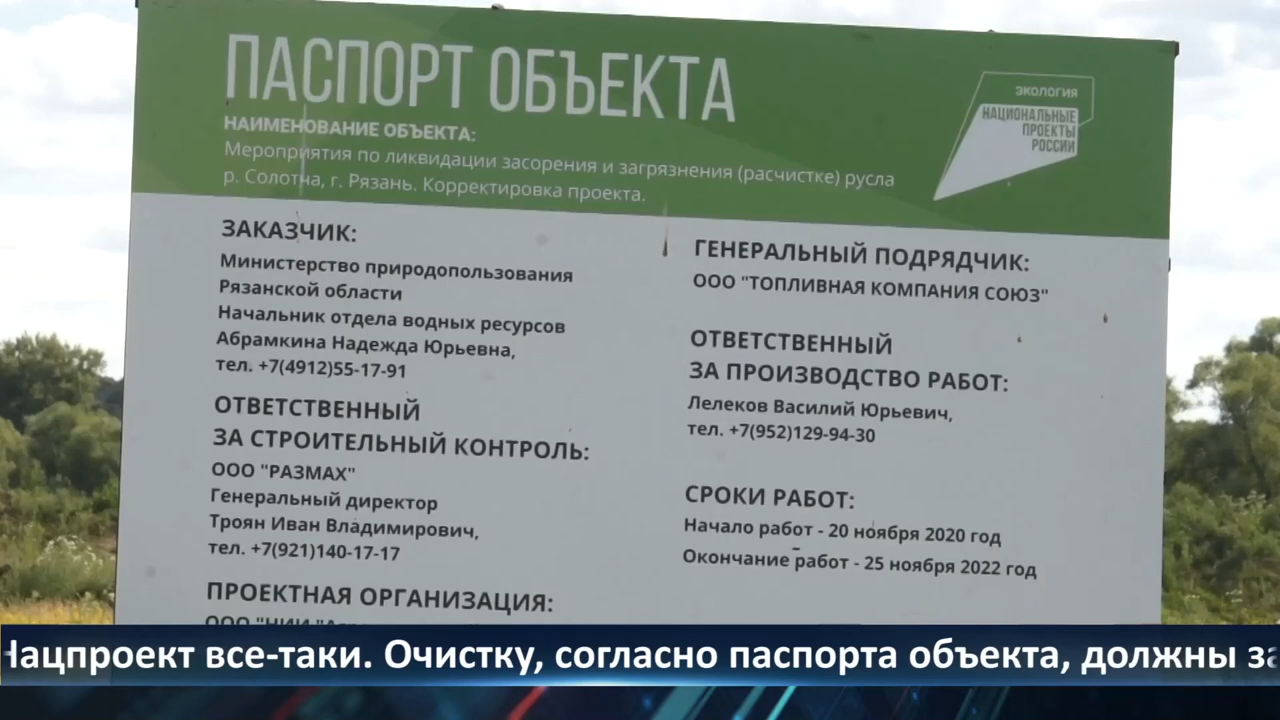 ПАСПОРТ ОБЪЕКТА
НАИМЕНОВАНИЕ ОБЪЕКТА:
Мероприятия по ликвидации засорения и загрязнения (расчистке) русла
р. Солотча, г. Рязань. Корректировка проекта.
ЭКОЛОГИЯ
НАЦИОНАЛЬНЫЕ
ПРОЕКТЫ
РОССИИ
ЗАКАЗЧИК:
Министерство природопользования
Рязанской области
Начальник отдела водных ресурсов
Абрамкина Надежда Юрьевна,
тел. +7(4912)55-17-91
ОТВЕТСТВЕННЫЙ
ЗА СТРОИТЕЛЬНЫЙ КОНТРОЛЬ:
ООО "РАЗМАХ"
Генеральный директор
Троян Иван Владимирович,
тел. +7(921)140-17-17
ПРОЕКТНАЯ ОРГАНИЗАЦИЯ:
ООО "НИИ
ГЕНЕРАЛЬНЫЙ ПОДРЯДЧИК:
ООО "ТОПЛИВНАЯ КОМПАНИЯ СОЮЗ"
ОТВЕТСТВЕННЫЙ
ЗА ПРОИЗВОДСТВО РАБОТ:
Лелеков Василий Юрьевич,
тел. +7(952)129-94-30
СРОКИ РАБОТ:
Начало работ - 20 ноября 2020 год
Окончание работ - 25 ноября 2022 год
Нацпроект все-таки. Очистку, согласно паспорта объекта, должны за